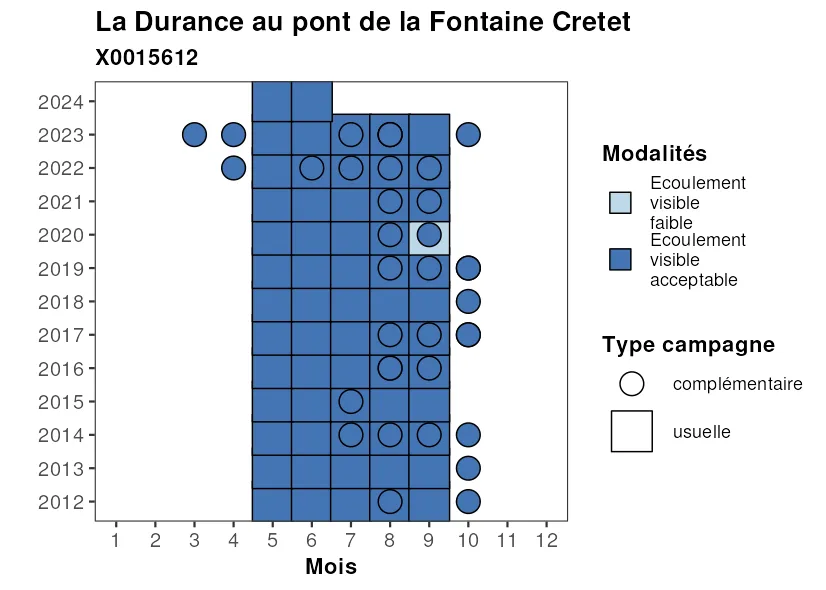 La Durance au pont de la Fontaine Cretet
X0015612
2024
2023
2022
2021
2020
2019
2018
2017
2016
2015
2014
2013
2012
1 2 3 4 5 6 7 8 9 10 11 12
Mois
Modalités
Ecoulement
visible
faible
Ecoulement
visible
acceptable
Type campagne
complémentaire
usuelle